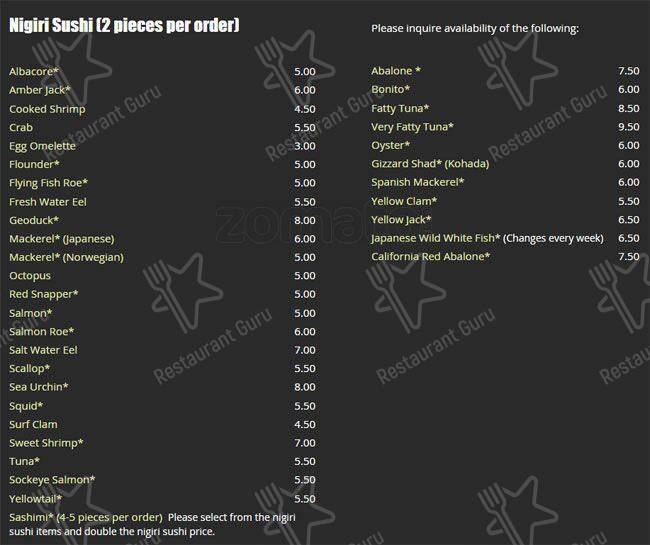 Nigiri Sushi (2 pieces per order)
Albacore* 5.00
Amber Jack* 6.00
Cooked Shrimp 4.50
Crab 5.50
Egg Omelette 3.00
Flounder* 5.00
Flying Fish Roe* 5.00
Fresh Water Eel 5.50
Geoduck* 8.00
Mackerel* (Japanese) 6.00
Mackerel* (Norwegian) 5.00
Octopus 5.00
Red Snapper* 5.00
Salmon* 5.00
Salmon Roe* 6.00
Salt Water Eel 7.00
Scallop* 5.50
Sea Urchin* 8.00
Squid* 5.50
Surf Clam 4.50
Sweet Shrimp* 7.00
Tuna* 5.50
Sockeye Salmon* 5.50
Yellowtail* 5.50
Sashimi* (4-5 pieces per order) Please select from the nigiri
sushi items and double the nigiri sushi price.
Please inquire availability of the following:
Abalone * 7.50
Bonito* 6.00
Fatty Tuna* 8.50
Very Fatty Tuna* 9.50
Oyster* 6.00
Gizzard Shad* (Kohada) 6.00
Spanish Mackerel* 6.00
Yellow Clam* 5.50
Yellow Jack* 6.50
Japanese Wild White Fish* (Changes every week) 6.50
California Red Abalone* 7.50
Restaurant Guru
Restaurant Guru
Restaurant Guru
Restaurant Guru
Restaurant Guru